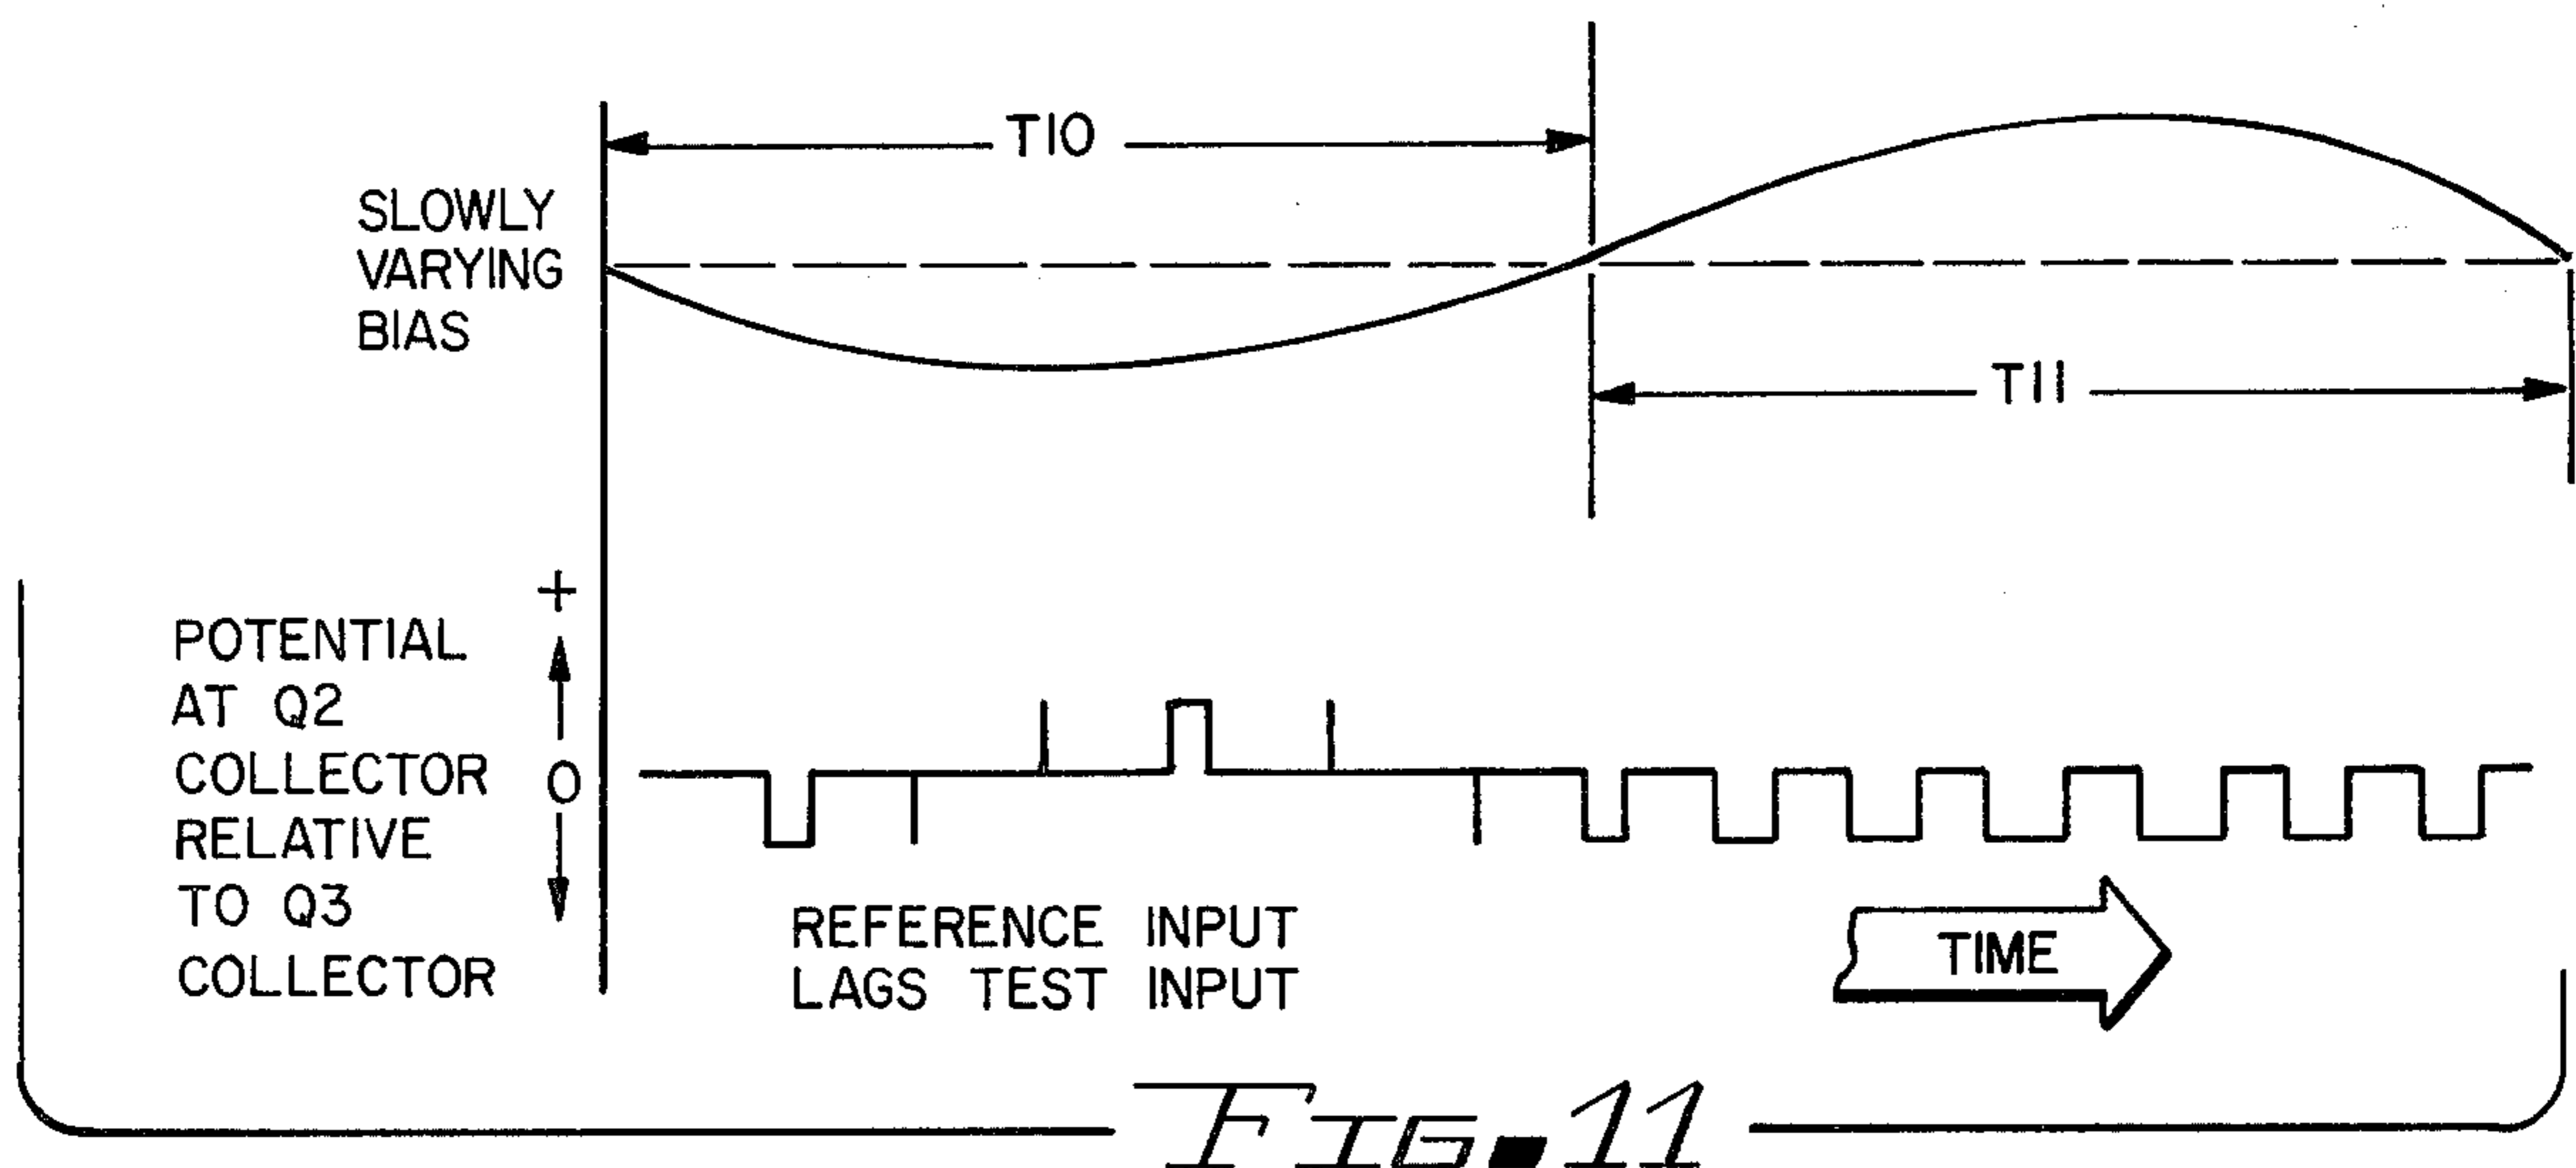 T10
SLOWLY
VARYING
BIAS
T11
+
POTENTIAL
AT Q2
COLLECTOR
0
RELATIVE
TO Q3
COLLECTOR
REFERENCE INPUT
LAGS TEST INPUT
TIME
FIG. 11